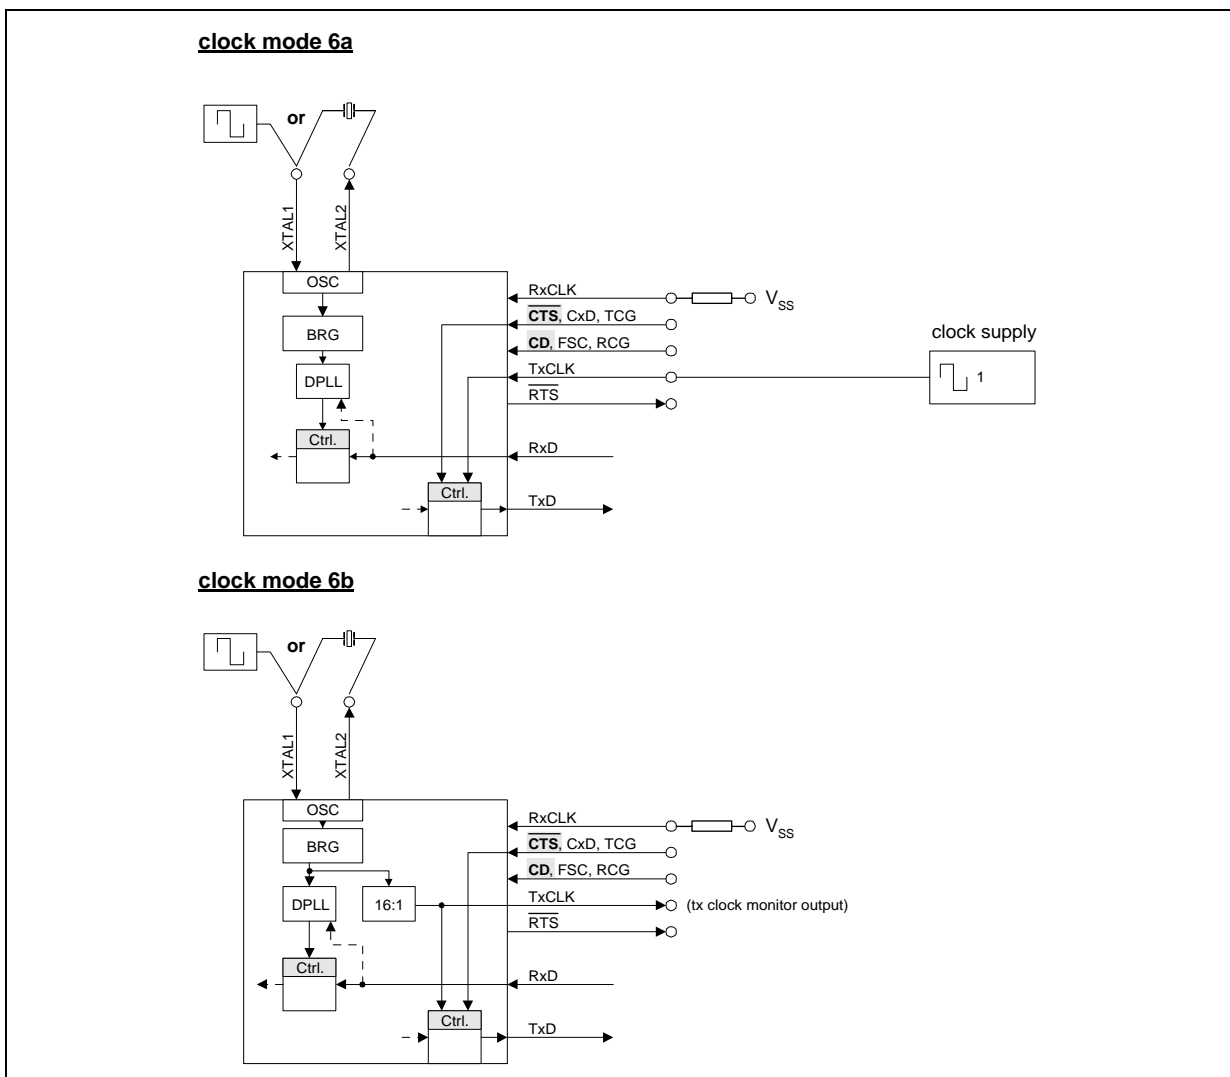 clock mode 6a
or
XTAL1
XTAL2
OSC
BRG
DPLL
Ctrl.
RxCLK
VSS
CTS, CxD, TCG
CD, FSC, RCG
clock supply
TxCLK
1
RTS
RxD
Ctrl.
TxD
clock mode 6b
or
XTAL1
XTAL2
OSC
BRG
DPLL
16:1
Ctrl.
RxCLK
VSS
CTS, CxD, TCG
CD, FSC, RCG
TxCLK
(tx clock monitor output)
RTS
RxD
Ctrl.
TxD